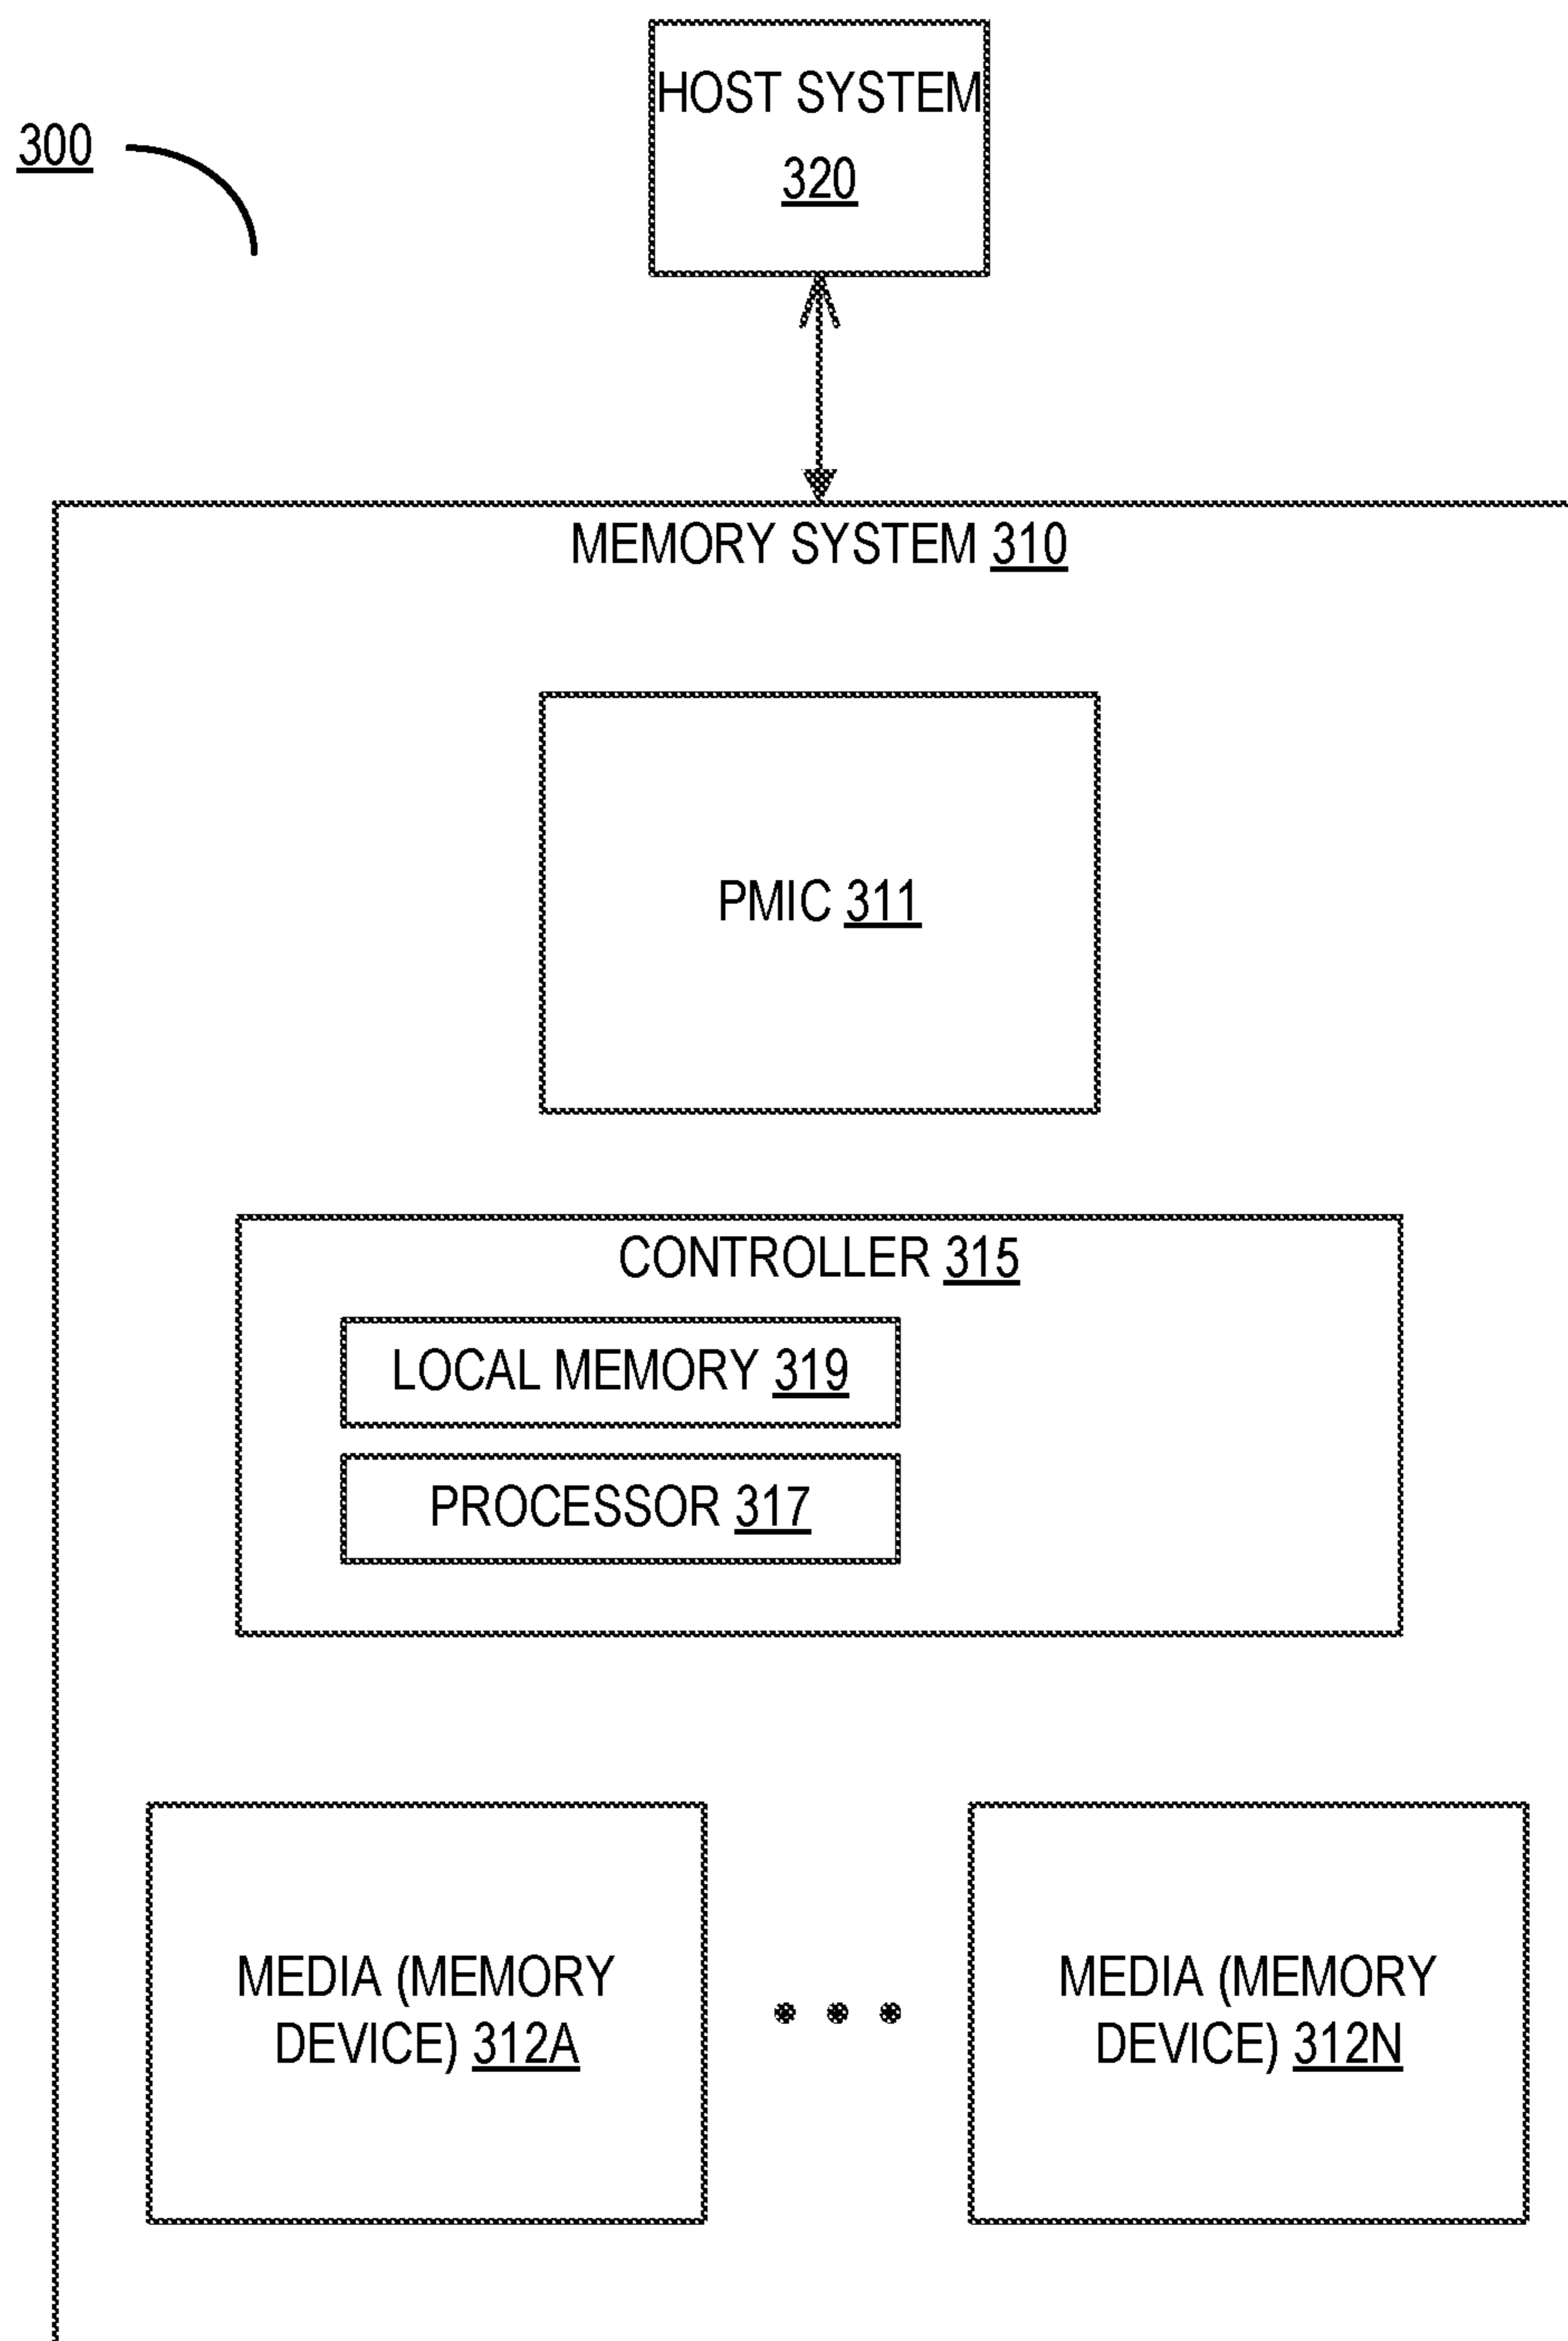 HOST SYSTEM
320
300
MEMORY SYSTEM 310
PMIC 311
CONTROLLER 315
LOCAL MEMORY 319
PROCESSOR 317
MEDIA (MEMORY
DEVICE) 312A
MEDIA (MEMORY
DEVICE) 312N